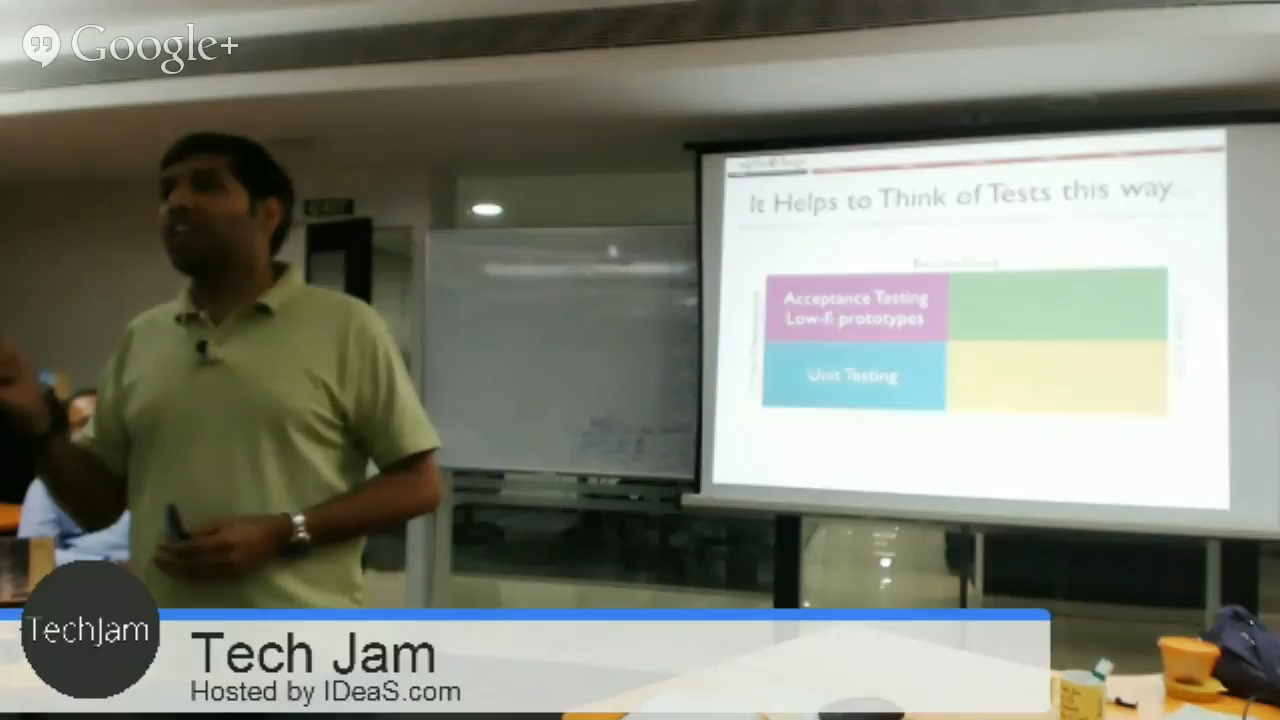 Google+
It Helps to Think of Tests this way...
Acceptance Testing
Low-fi prototypes
Unit Testing
TechJam
Tech Jam
Hosted by IDeaS.com